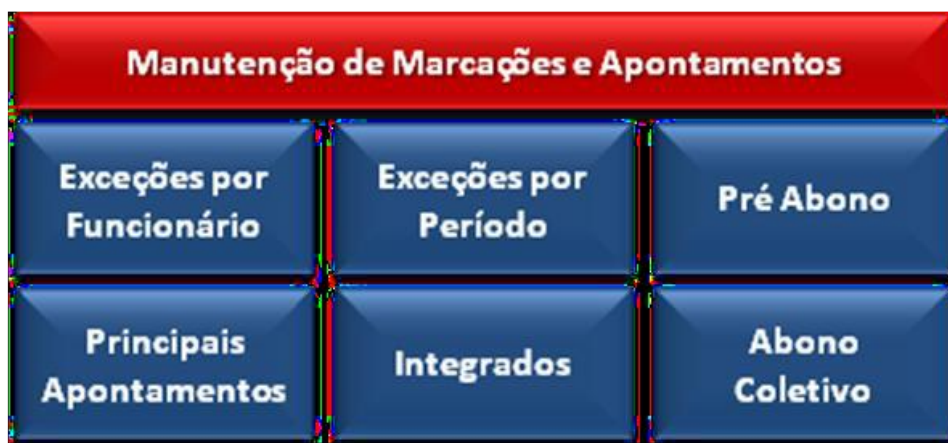 Manutenção de Marcações e Apontamentos
Exceções por
Funcionário
Exceções por
Período
Pré Abono
Principais
Apontamentos
Integrados
Abono
Coletivo